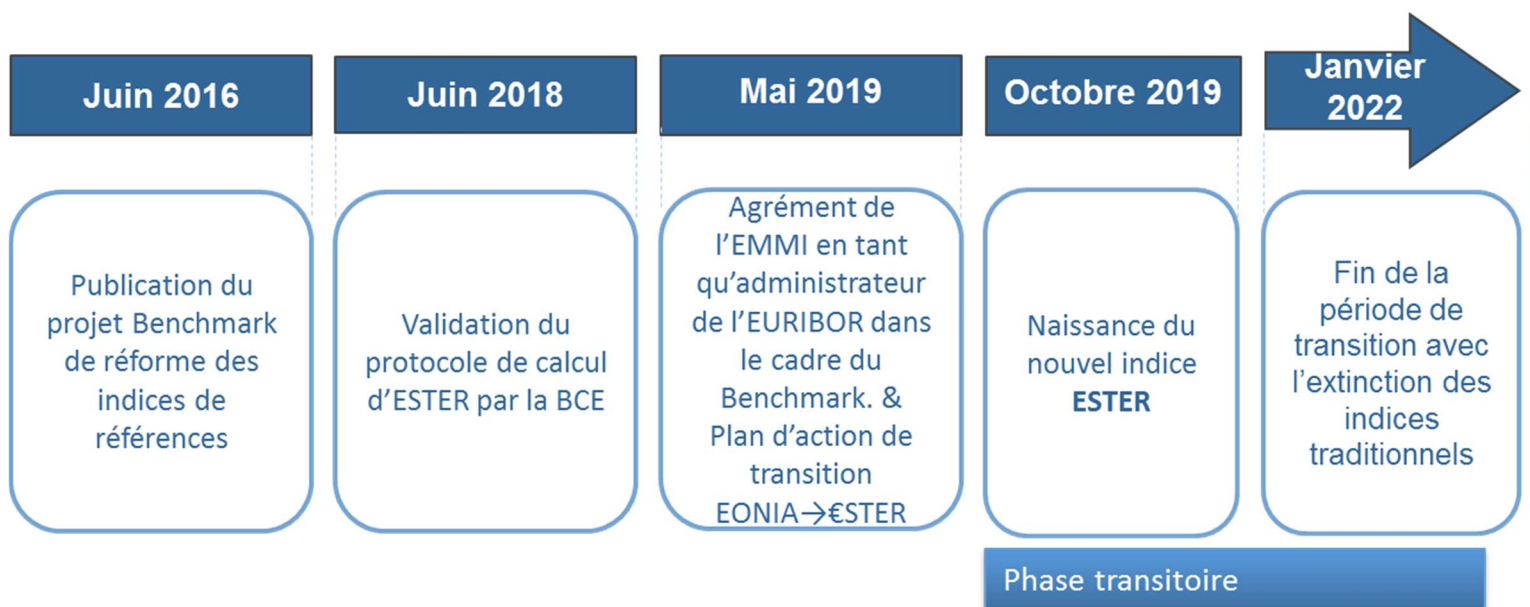 Juin 2016
Juin 2018
Mai 2019
Octobre 2019
Janvier
2022
Publication du
projet Benchmark
de réforme des
indices de
références
Validation du
protocole de calcul
d’ESTER par la BCE
Agrément de
l’EMMI en tant
qu’administrateur
de l’EURIBOR dans
le cadre du
Benchmark. &
Plan d’action de
transition
EONIA→€STER
Naissance du
nouvel indice
ESTER
Fin de la
période de
transition avec
l’extinction des
indices
traditionnels
Phase transitoire